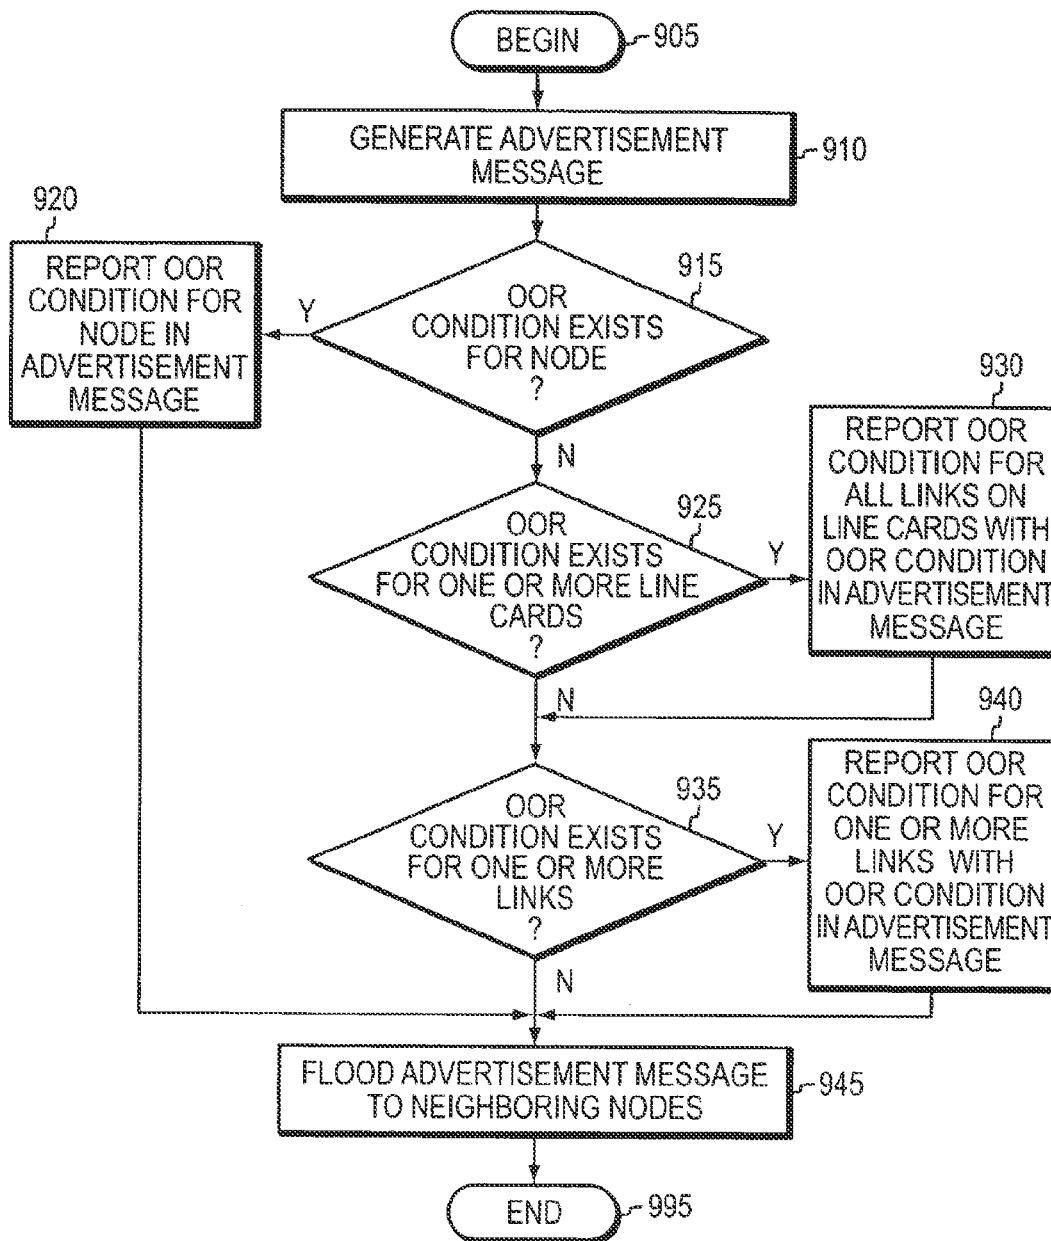 BEGIN
905
GENERATE ADVERTISEMENT
MESSAGE
910
920
REPORT OOR
CONDITION FOR
NODE IN
ADVERTISEMENT
MESSAGE
Y
915
OOR
CONDITION EXISTS
FOR NODE
?
N
925
OOR
CONDITION EXISTS
FOR ONE OR MORE LINE
CARDS
?
Y
930
REPORT OOR
CONDITION FOR
ALL LINKS ON
LINE CARDS WITH
OOR CONDITION
IN ADVERTISEMENT
MESSAGE
N
935
OOR
CONDITION EXISTS
FOR ONE OR MORE
LINKS
?
Y
940
REPORT OOR
CONDITION FOR
ONE OR MORE
LINKS WITH
OOR CONDITION
IN ADVERTISEMENT
MESSAGE
N
FLOOD ADVERTISEMENT MESSAGE
TO NEIGHBORING NODES
945
END
995